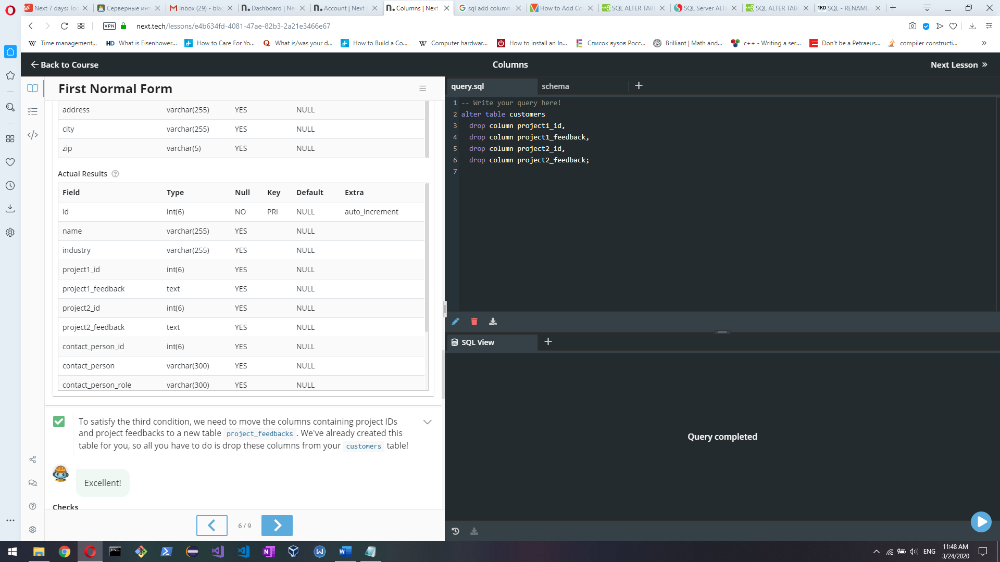 Next 7 days: Toc
Серверные инт
Inbox (29) - blac
Dashboard | Nex
Account | Next T
Columns | Next
sql add column
How to Add Col
SQL ALTER TABL
SQL Server ALTE
SQL ALTER TABL
1KD SQL - RENAME
VPN
next.tech/lessons/e4b634fd-4081-47ae-82b3-2a21e3466e67
Time management...
What is Eisenhower...
How to Care For Yo...
What is/was your d...
How to Build a Co...
Computer hardwar...
How to install an In...
Список вузов Росс...
Brilliant | Math and...
c++ - Writing a ser...
Don't be a Petraeus...
compiler constructi...
Back to Course
Columns
Next Lesson »
First Normal Form
address varchar(255) YES NULL
city varchar(255) YES NULL
zip varchar(5) YES NULL
Actual Results
Field Type Null Key Default Extra
id int(6) NO PRI NULL auto_increment
name varchar(255) YES NULL
industry varchar(255) YES NULL
project1_id int(6) YES NULL
project1_feedback text YES NULL
project2_id int(6) YES NULL
project2_feedback text YES NULL
contact_person_id int(6) YES NULL
contact_person varchar(300) YES NULL
contact_person_role varchar(300) YES NULL
To satisfy the third condition, we need to move the columns containing project IDs
and project feedbacks to a new table project_feedbacks. We've already created this
table for you, so all you have to do is drop these columns from your customers table!
Excellent!
Checks
6 / 9
query.sql
schema
1 -- Write your query here!
2 alter table customers
3 drop column project1_id,
4 drop column project1_feedback,
5 drop column project2_id,
6 drop column project2_feedback;
7
SQL View
Query completed
ENG
11:48 AM
3/24/2020